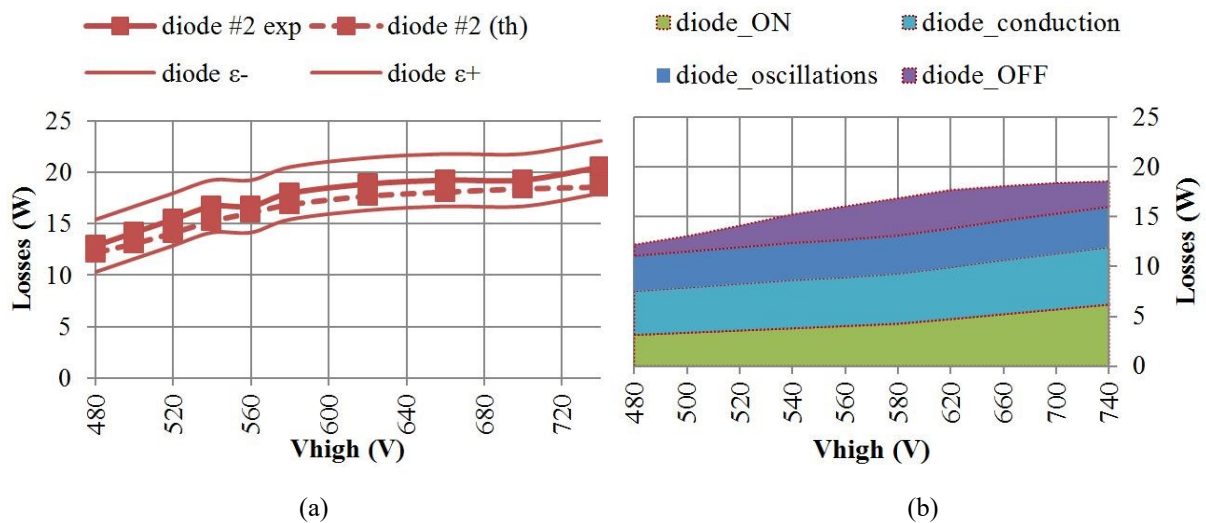 diode #2 exp
diode #2 (th)
diode ε-
diode ε+
25
20
15
10
5
0
Losses (W)
480
520
560
600
640
680
720
Vhigh (V)
(a)
diode_ON
diode_conduction
diode_oscillations
diode_OFF
25
20
15
10
5
0
Losses (W)
480
500
520
540
560
580
620
660
700
740
Vhigh (V)
(b)